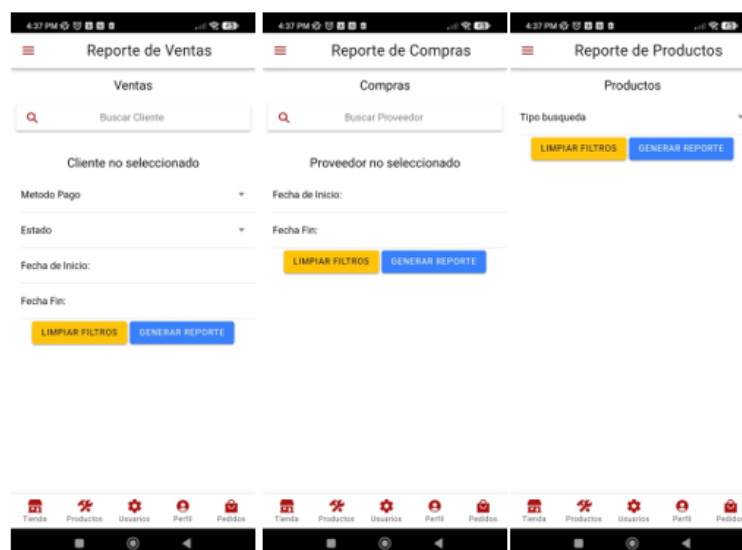 4:37 PM
Reporte de Ventas
Ventas
Buscar Cliente
Cliente no seleccionado
Metodo Pago
Estado
Fecha de Inicio:
Fecha Fin:
LIMPIAR FILTROS GENERAR REPORTE
Tienda Productos Usuarios Perfil Pedidos
4:37 PM
Reporte de Compras
Compras
Buscar Proveedor
Proveedor no seleccionado
Fecha de Inicio:
Fecha Fin:
LIMPIAR FILTROS GENERAR REPORTE
Tienda Productos Usuarios Perfil Pedidos
4:37 PM
Reporte de Productos
Productos
Tipo busqueda
LIMPIAR FILTROS GENERAR REPORTE
Tienda Productos Usuarios Perfil Pedidos